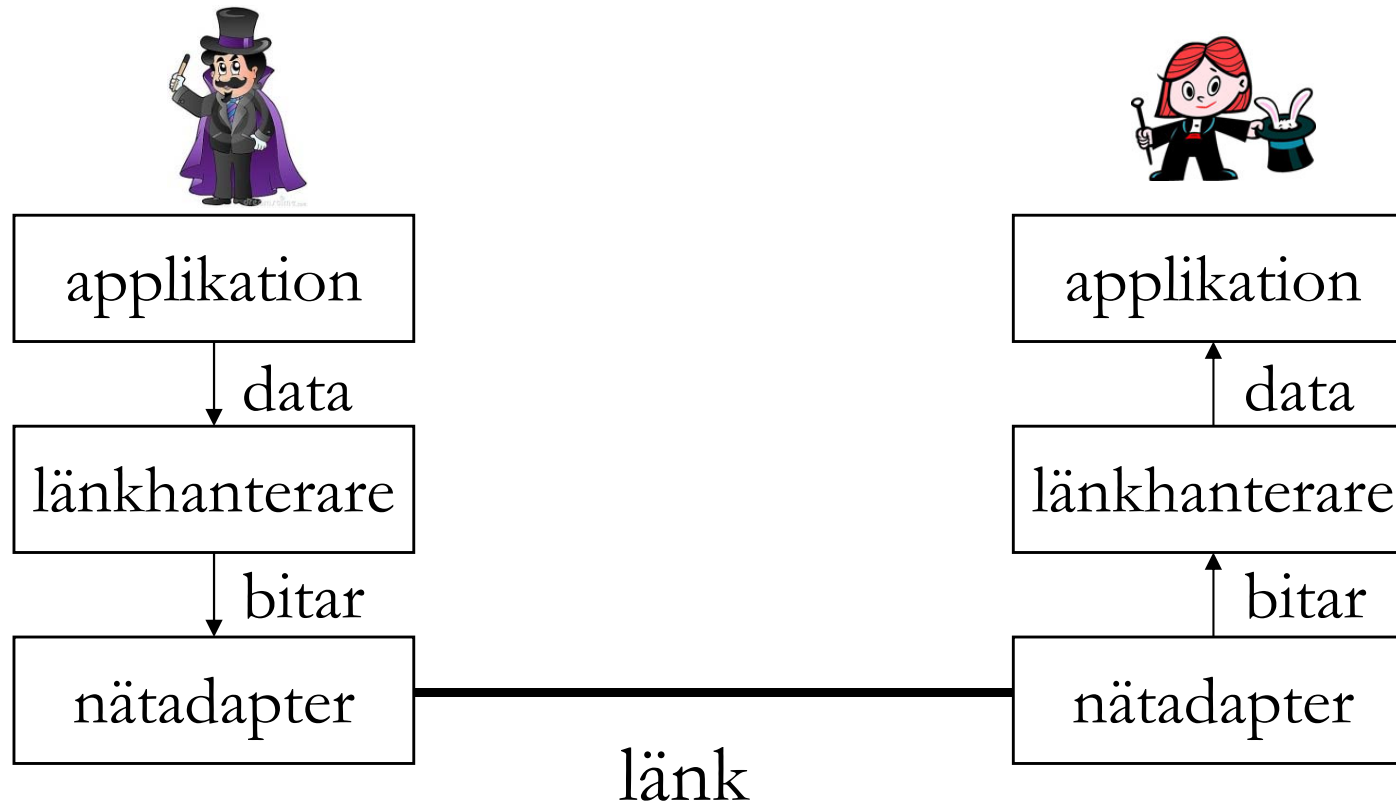 applikation
applikation
data
data
länkhanterare
länkhanterare
bitar
bitar
nätadapter
nätadapter
länk